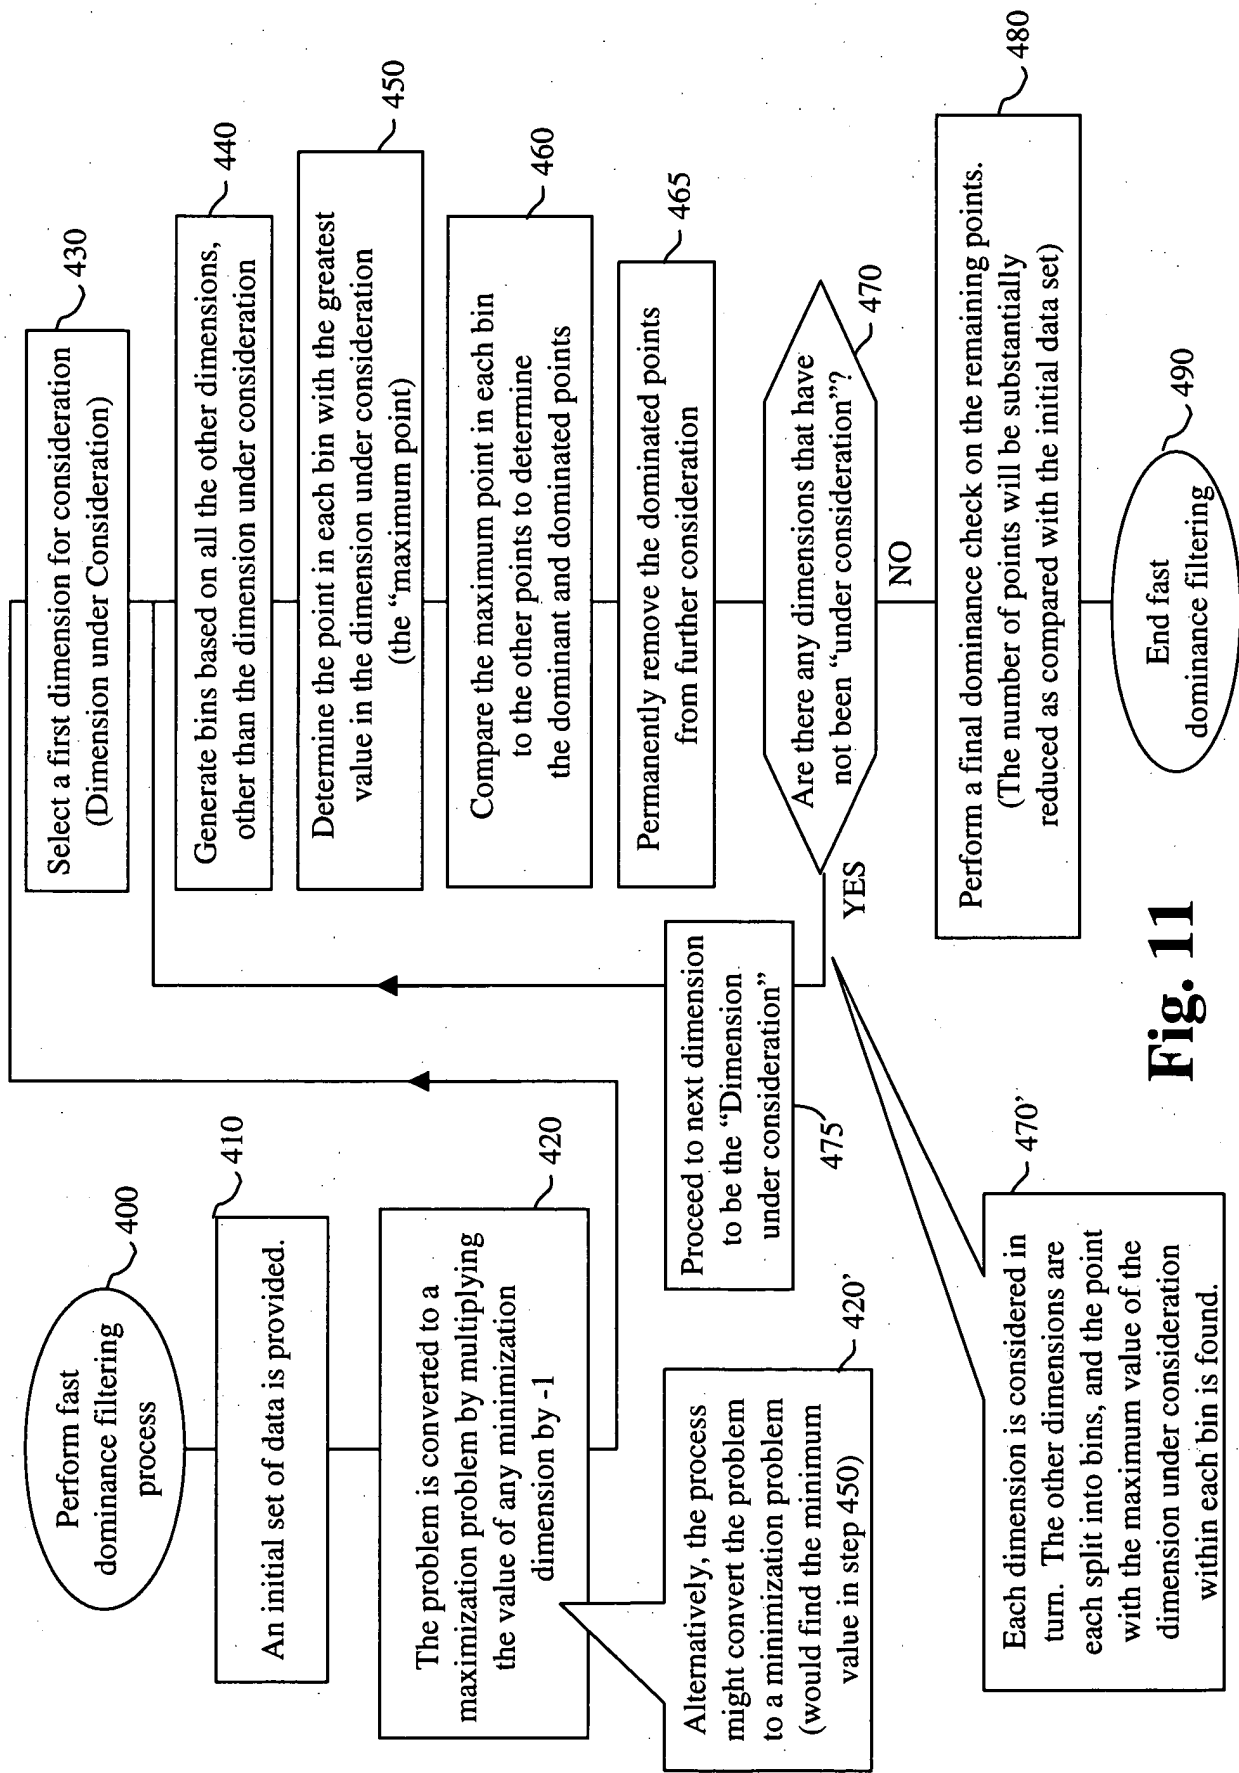 Perform fast
dominance filtering
process
400
An initial set of data is provided.
410
The problem is converted to a
maximization problem by multiplying
the value of any minimization
dimension by -1
420
Alternatively, the process
might convert the problem
to a minimization problem
(would find the minimum
value in step 450)
420'
Select a first dimension for consideration
(Dimension under Consideration)
430
Generate bins based on all the other dimensions,
other than the dimension under consideration
440
Determine the point in each bin with the greatest
value in the dimension under consideration
(the “maximum point)
450
Compare the maximum point in each bin
to the other points to determine
the dominant and dominated points
460
Permanently remove the dominated points
from further consideration
465
Are there any dimensions that have
not been “under consideration”?
470
YES
NO
Proceed to next dimension
to be the “Dimension
under consideration”
475
Each dimension is considered in
turn. The other dimensions are
each split into bins, and the point
with the maximum value of the
dimension under consideration
within each bin is found.
470'
Perform a final dominance check on the remaining points.
(The number of points will be substantially
reduced as compared with the initial data set)
480
End fast
dominance filtering
490
Fig. 11